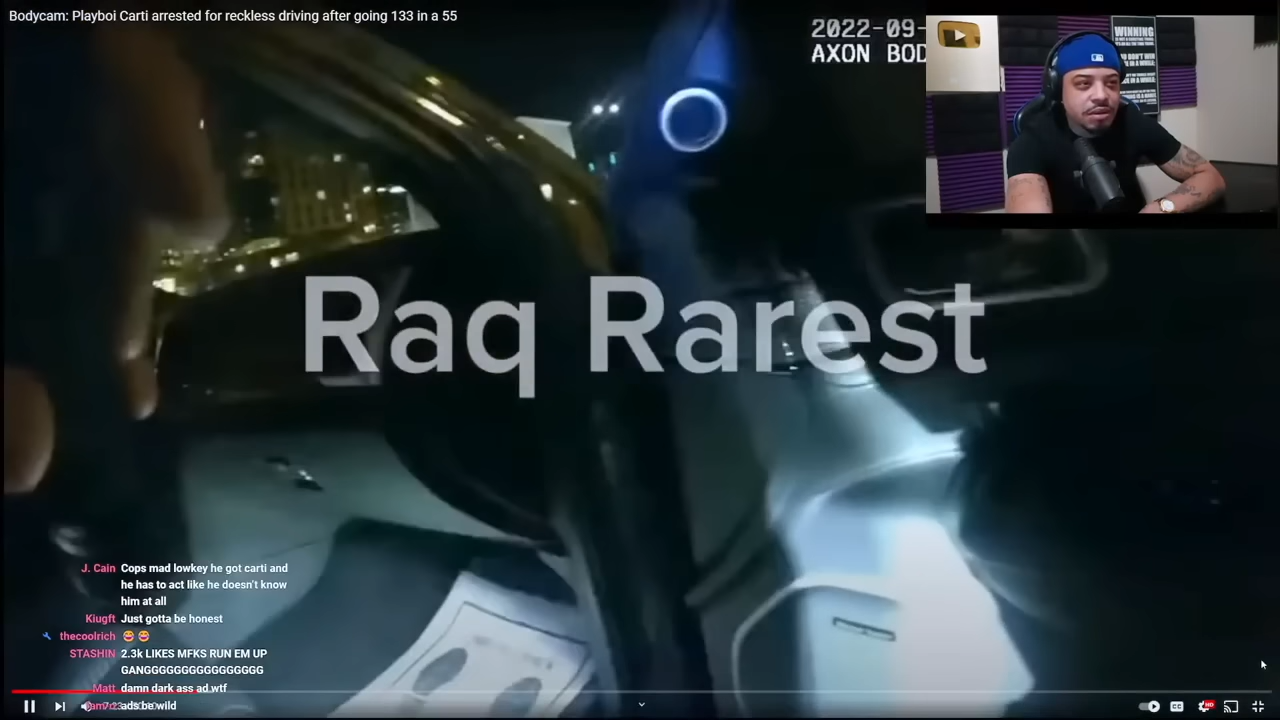 Bodycam: Playboi Carti arrested for reckless driving after going 133 in a 55
2022-09-
AXON BOD
WINNING
Raq Rarest
J. Cain Cops mad lowkey he got carti and
he has to act like he doesn't know
him at all
Kiugft Just gotta be honest
thecoolrich 🤩 🤩
STASHIN 2.3k LIKES MFKS RUN EM UP
GANGGGGGGGGGGGGGGGG
Matt damn dark ass ad wtf
ads be wild
CC
HD